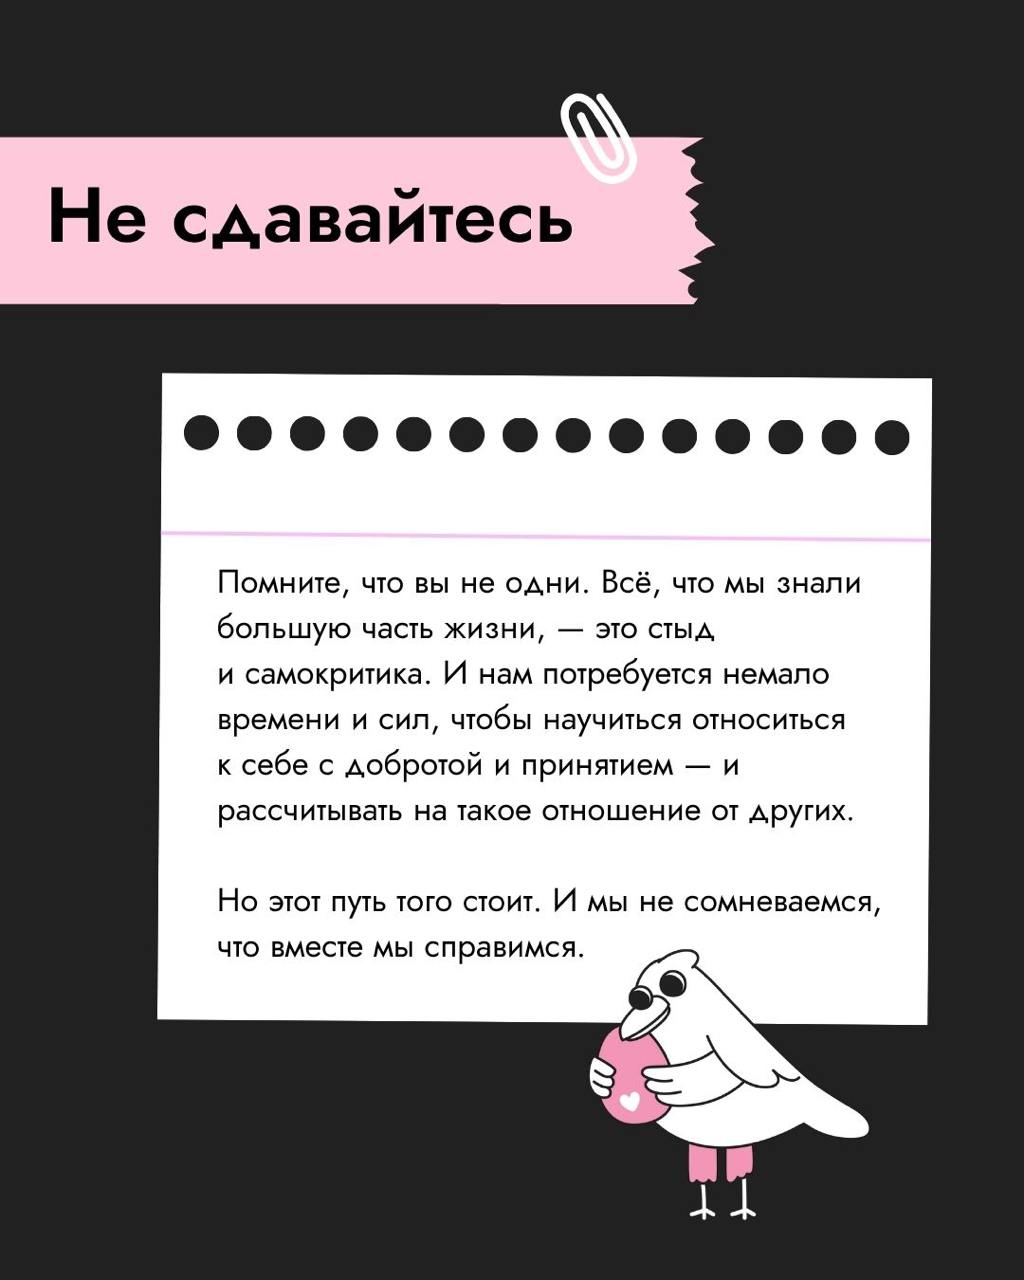 Не сдавайтесь
Помните, что вы не одни. Всё, что мы знали
большую часть жизни, — это стыд
и самокритика. И нам потребуется немало
времени и сил, чтобы научиться относиться
к себе с добротой и принятием — и
рассчитывать на такое отношение от других.
Но этот путь того стоит. И мы не сомневаемся,
что вместе мы справимся.